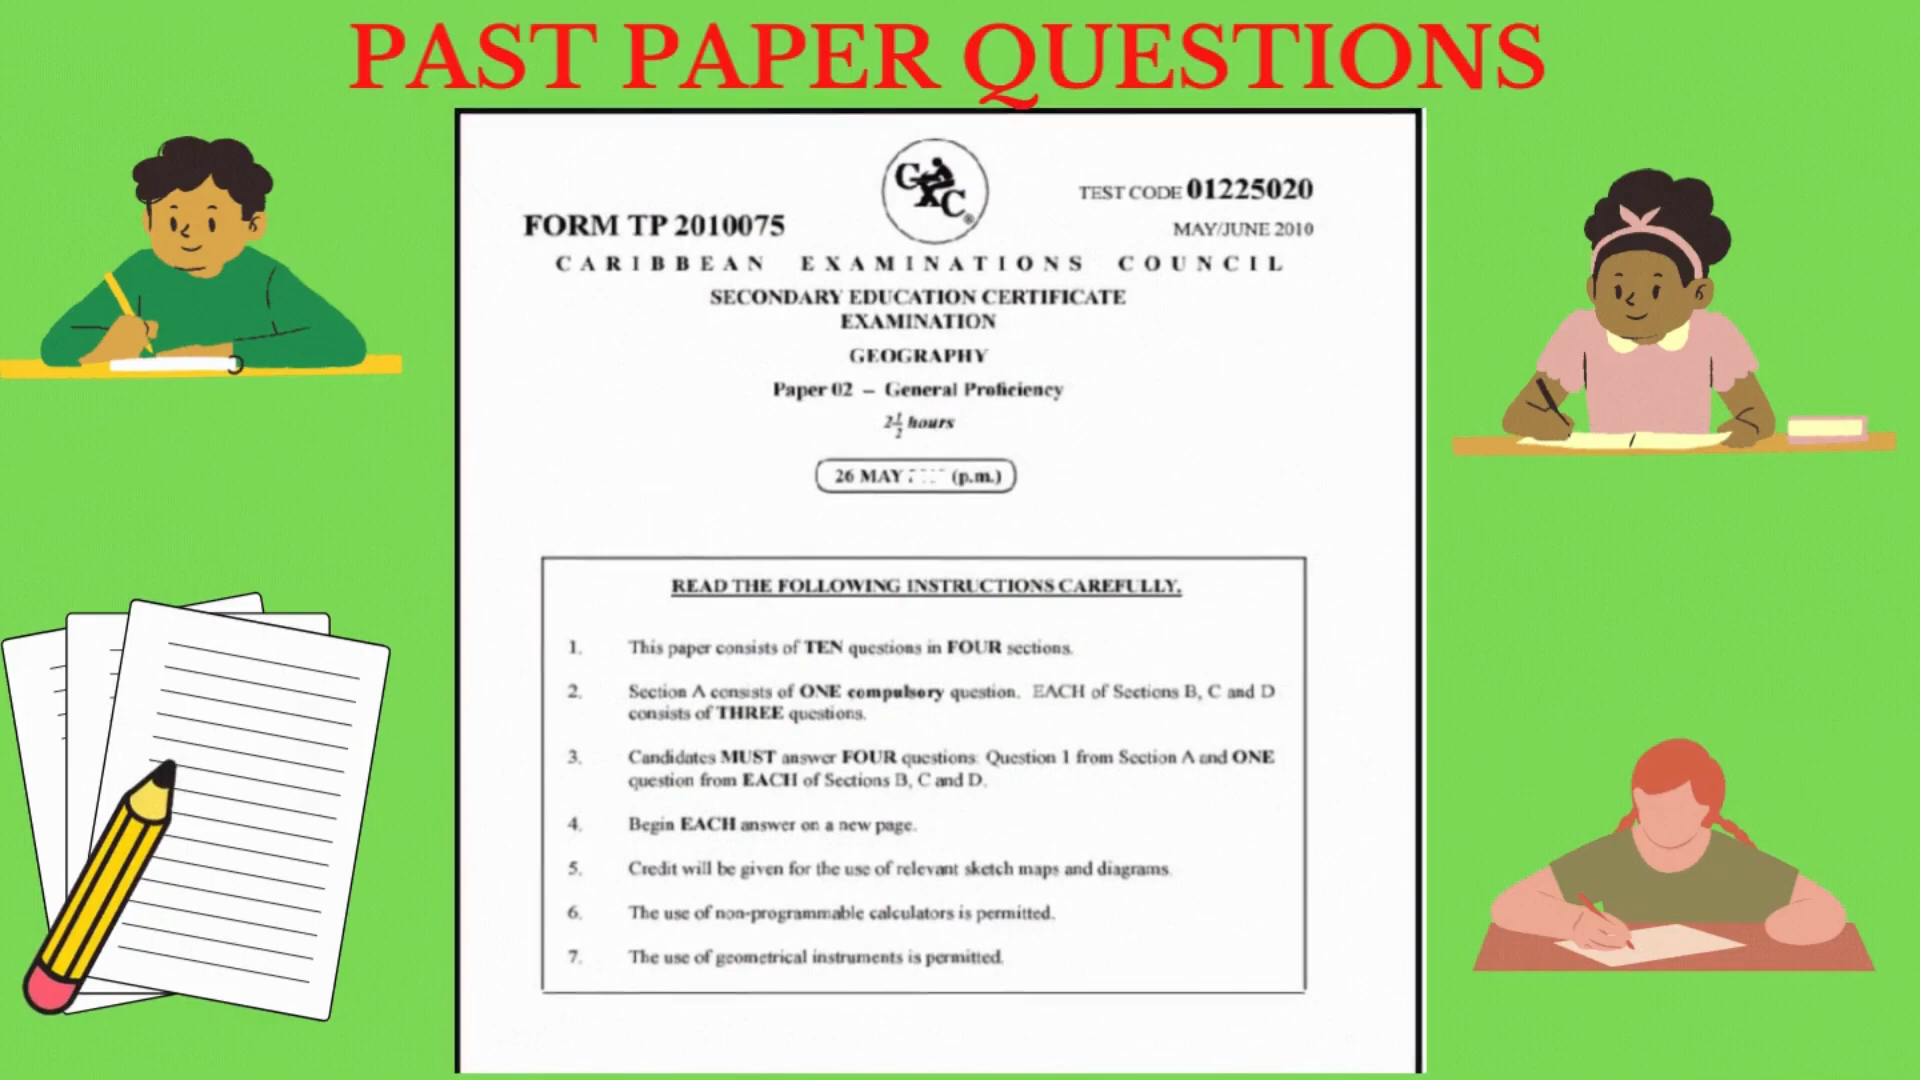 PAST PAPER QUESTIONS
CXC
TEST CODE 01225020
FORM TP 2010075
MAY/JUNE 2010
CARIBBEAN EXAMINATIONS COUNCIL
SECONDARY EDUCATION CERTIFICATE
EXAMINATION
GEOGRAPHY
Paper 02 – General Proficiency
2 1/2 hours
26 MAY (p.m.)
READ THE FOLLOWING INSTRUCTIONS CAREFULLY.
1. This paper consists of TEN questions in FOUR sections.
2. Section A consists of ONE compulsory question. EACH of Sections B, C and D
consists of THREE questions.
3. Candidates MUST answer FOUR questions: Question 1 from Section A and ONE
question from EACH of Sections B, C and D.
4. Begin EACH answer on a new page.
5. Credit will be given for the use of relevant sketch maps and diagrams.
6. The use of non-programmable calculators is permitted.
7. The use of geometrical instruments is permitted.